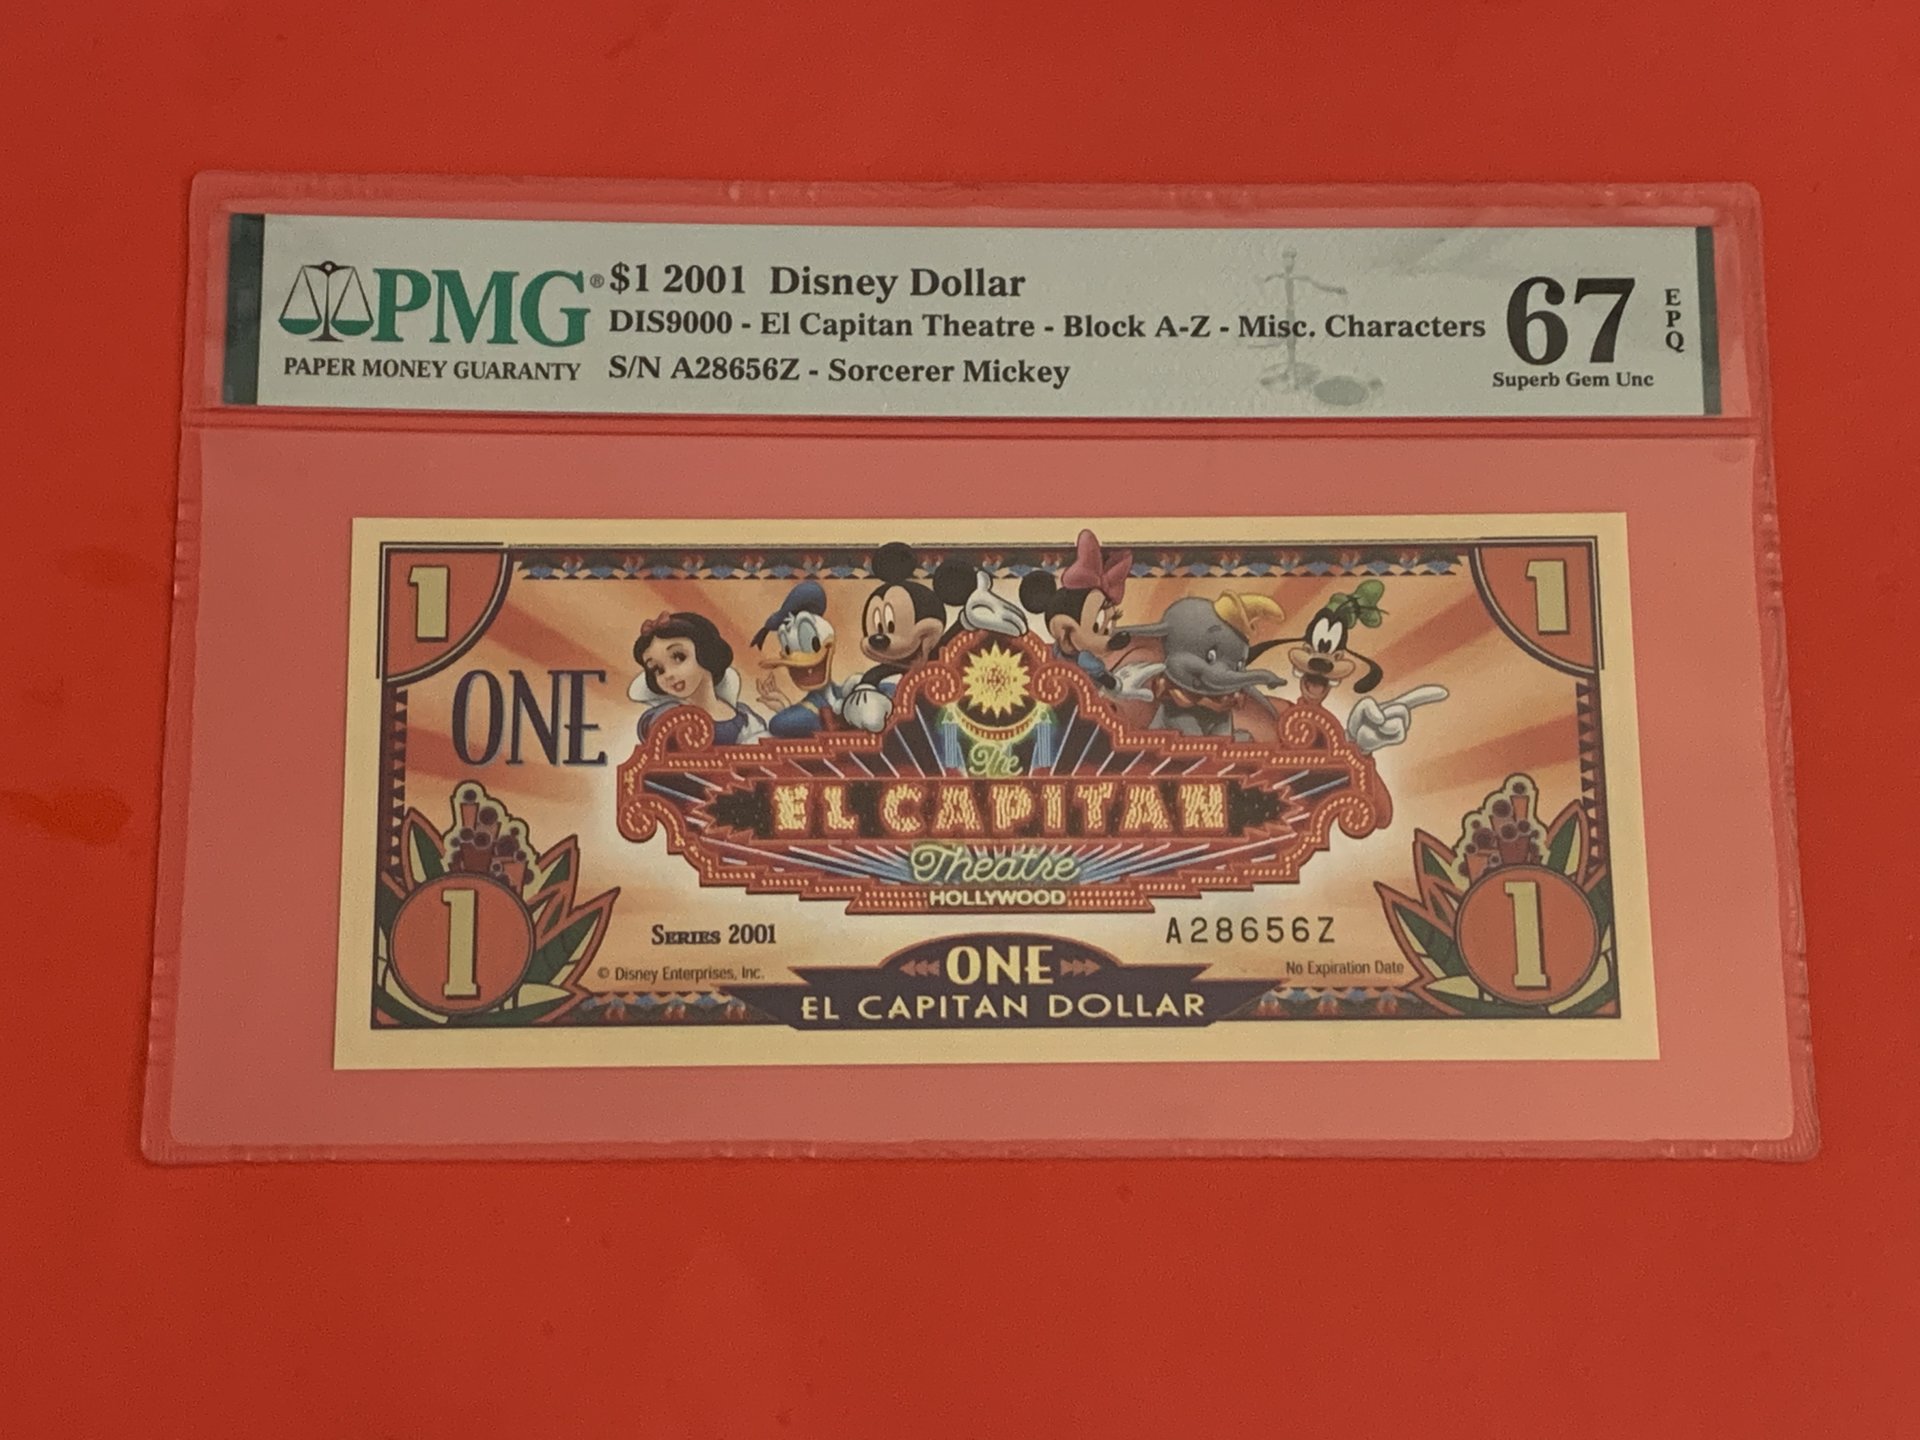 PMG® $1 2001 Disney Dollar
DIS9000 - El Capitan Theatre - Block A-Z - Misc. Characters
PAPER MONEY GUARANTY S/N A28656Z - Sorcerer Mickey
67 EPQ
Superb Gem Unc
1 1
ONE
The
EL CAPITAN
Theatre
HOLLYWOOD
SERIES 2001 A28656Z
© Disney Enterprises, Inc. ONE No Expiration Date
1 1
EL CAPITAN DOLLAR